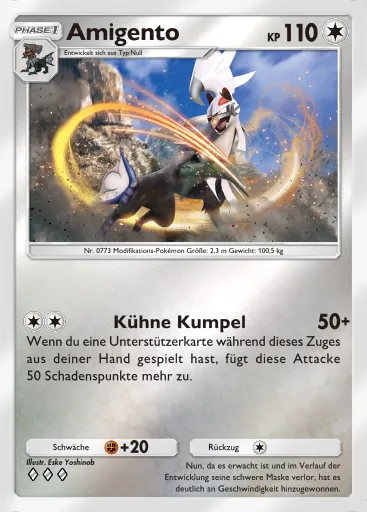 PHASE 1
Amigento
KP 110
Entwickelt sich aus Typ:Null
Nr. 0773 Modifikations-Pokémon Größe: 2,3 m Gewicht: 100,5 kg
Kühne Kumpel 50+
Wenn du eine Unterstützerkarte während dieses Zuges
aus deiner Hand gespielt hast, fügt diese Attacke
50 Schadenspunkte mehr zu.
Schwäche +20
Rückzug
Illustr. Eske Yoshinob
Nun, da es erwacht ist und im Verlauf der
Entwicklung seine schwere Maske verlor, hat es
deutlich an Geschwindigkeit hinzugewonnen.